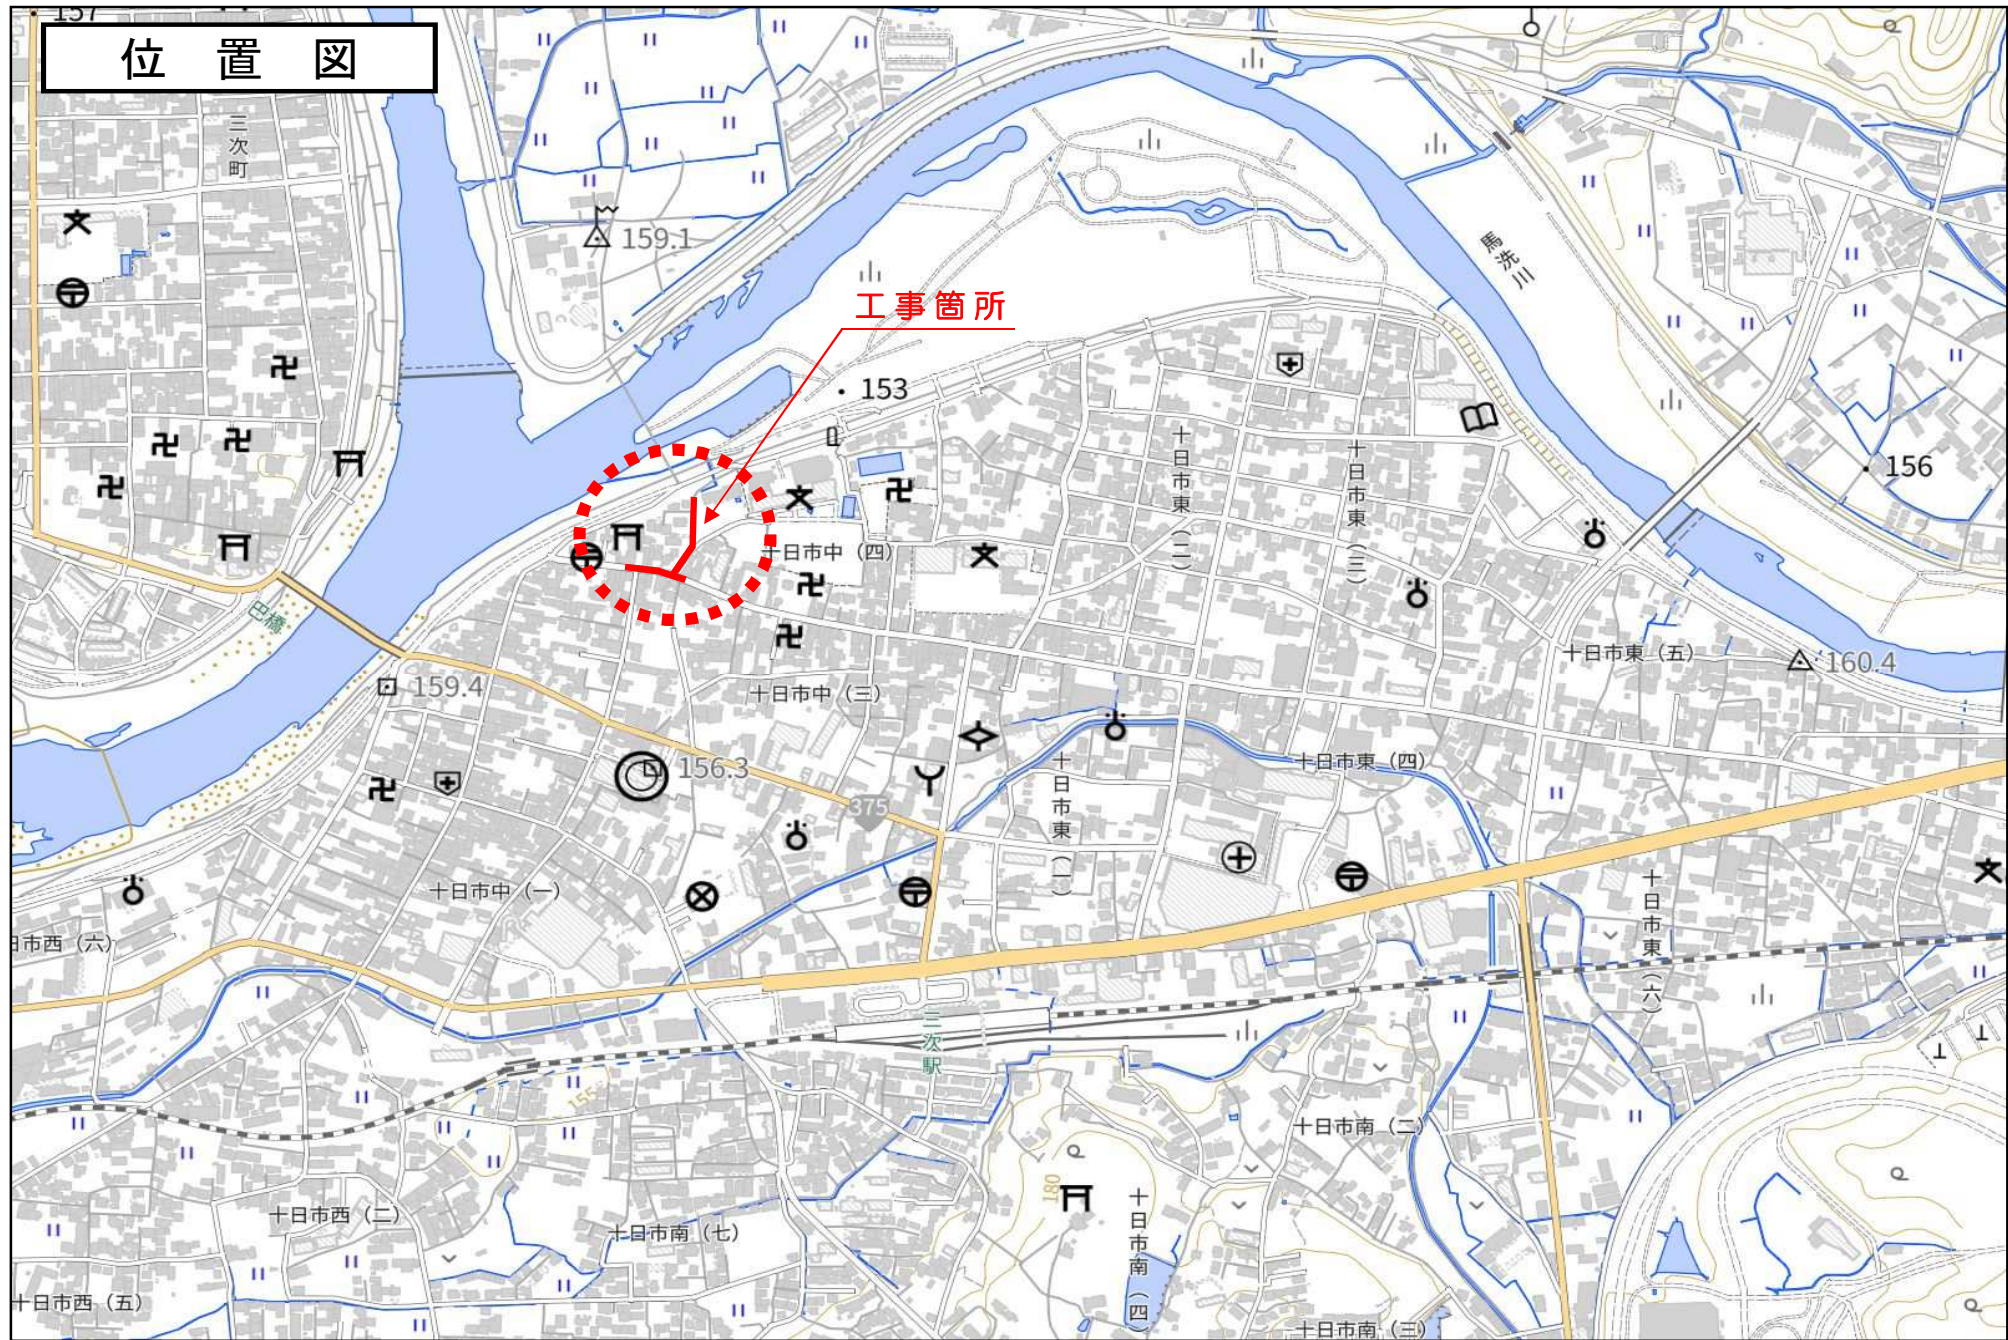 157
位置図
三次町
159.1
馬洗川
工事箇所
153
十日市東（二）
十日市東（三）
156
十日市中（四）
巴橋
十日市東（五）
160.4
159.4
十日市中（三）
156.3
十日市東（四）
375
十日市東（一）
十日市中（一）
日市西（六）
十日市東（六）
三次駅
155
十日市南（二）
180
十日市西（二）
十日市南（七）
十日市南（四）
十日市西（五）
十日市南（三）